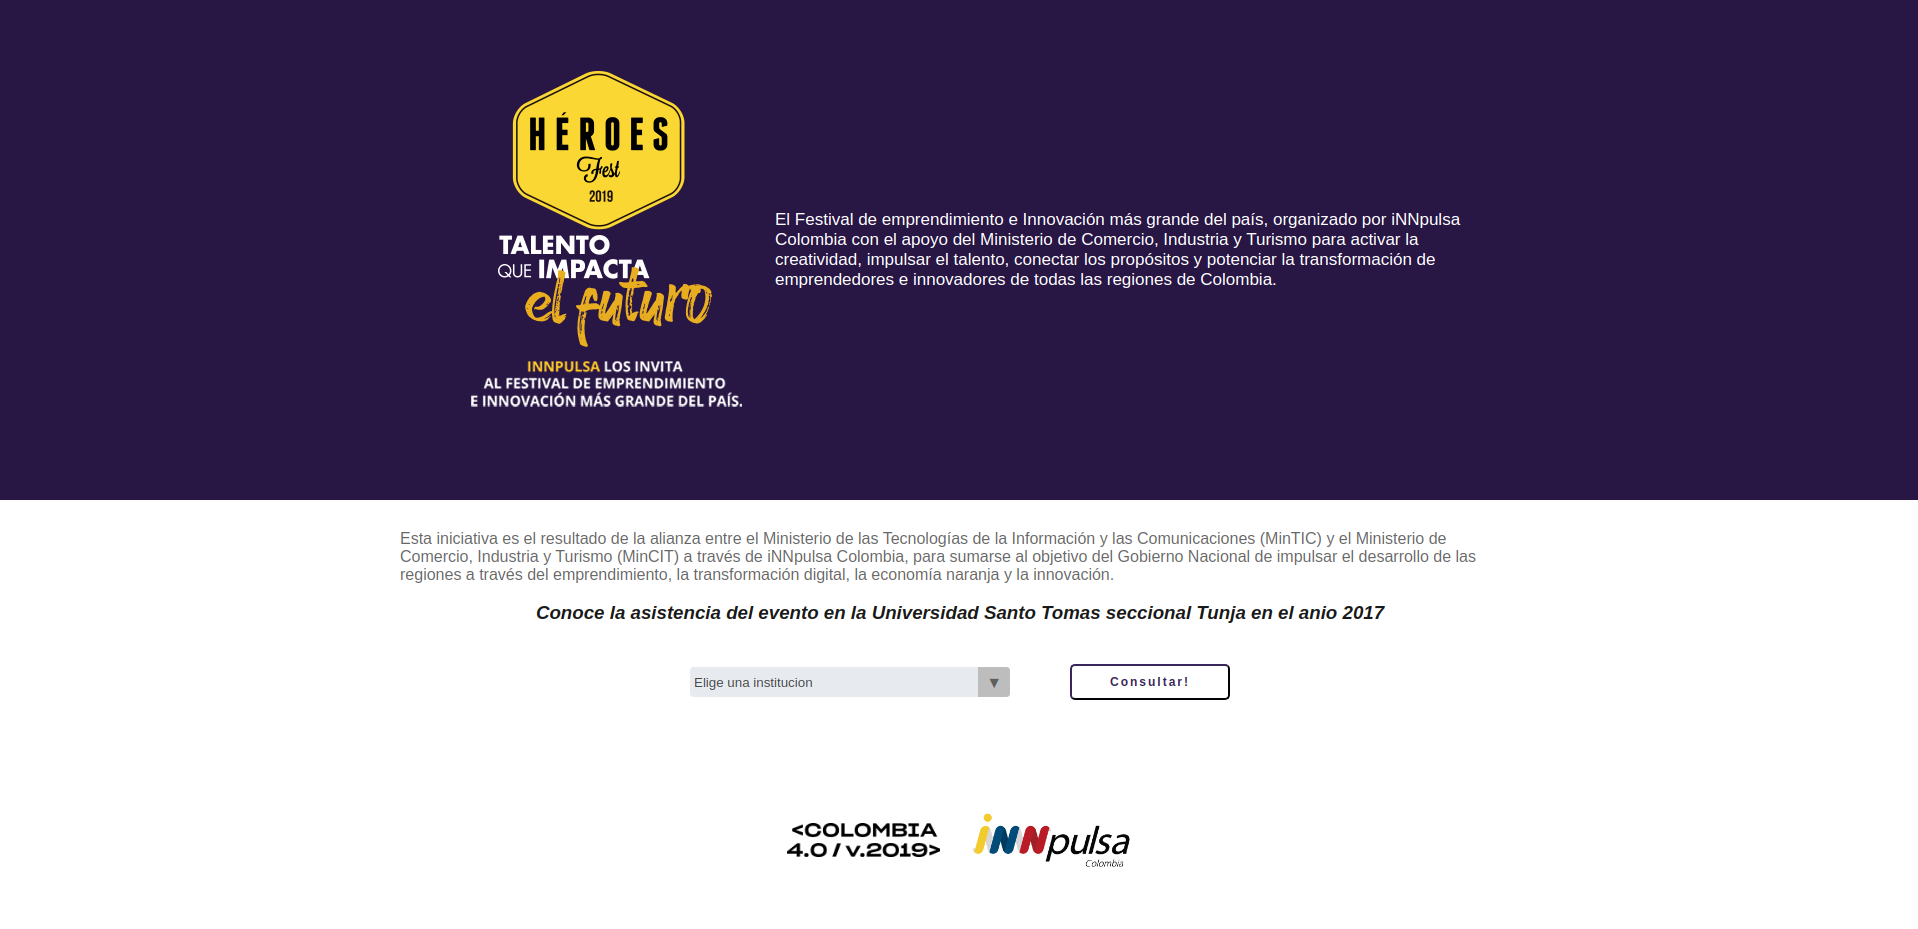 HÉROES
Fest
2019
TALENTO
QUE IMPACTA
el futuro
INNPULSA LOS INVITA
AL FESTIVAL DE EMPRENDIMIENTO
E INNOVACIÓN MÁS GRANDE DEL PAÍS.
El Festival de emprendimiento e Innovación más grande del país, organizado por iNNpulsa
Colombia con el apoyo del Ministerio de Comercio, Industria y Turismo para activar la
creatividad, impulsar el talento, conectar los propósitos y potenciar la transformación de
emprendedores e innovadores de todas las regiones de Colombia.
Esta iniciativa es el resultado de la alianza entre el Ministerio de las Tecnologías de la Información y las Comunicaciones (MinTIC) y el Ministerio de
Comercio, Industria y Turismo (MinCIT) a través de iNNpulsa Colombia, para sumarse al objetivo del Gobierno Nacional de impulsar el desarrollo de las
regiones a través del emprendimiento, la transformación digital, la economía naranja y la innovación.
Conoce la asistencia del evento en la Universidad Santo Tomas seccional Tunja en el anio 2017
Elige una institucion
Consultar!
<COLOMBIA
4.0 / v.2019>
iNNpulsa
Colombia